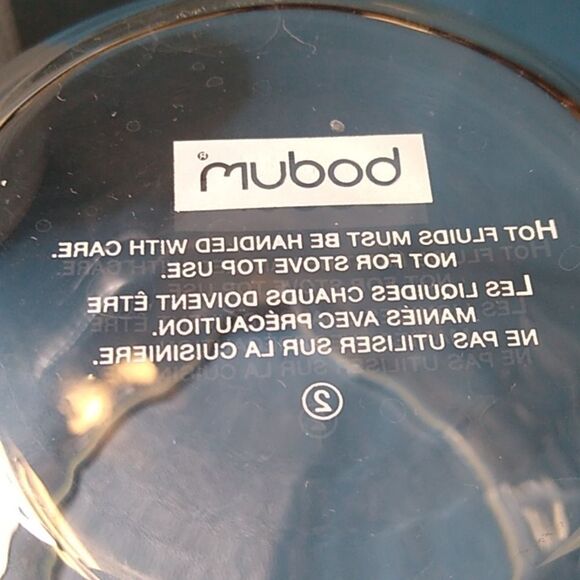 bodum®
HOT FLUIDS MUST BE HANDLED WITH CARE.
NOT FOR STOVE TOP USE.
LES LIQUIDES CHAUDS DOIVENT ÊTRE
MANIÉS AVEC PRÉCAUTION.
NE PAS UTILISER SUR LA CUISINIERE.
2